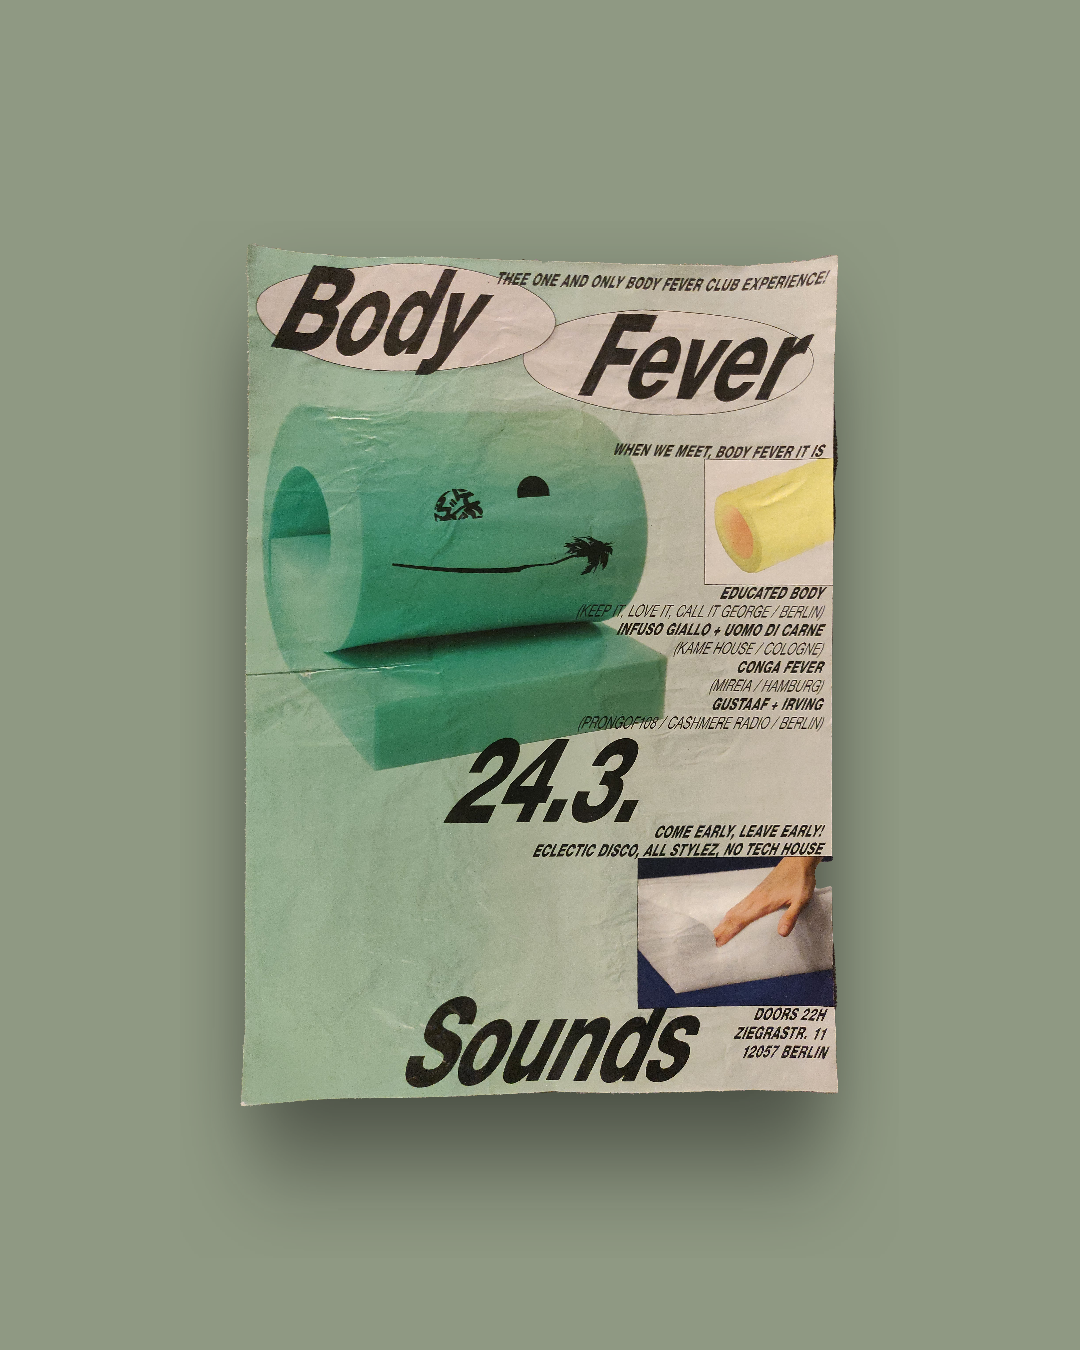 Body
THEE ONE AND ONLY BODY FEVER CLUB EXPERIENCE!
Fever
WHEN WE MEET, BODY FEVER IT IS
EDUCATED BODY
(KEEP IT, LOVE IT, CALL IT GEORGE / BERLIN)
INFUSO GIALLO + UOMO DI CARNE
(KAME HOUSE / COLOGNE)
CONGA FEVER
(MIREIA / HAMBURG)
GUSTAAF + IRVING
(PRONGOF108 / CASHMERE RADIO / BERLIN)
24.3.
COME EARLY, LEAVE EARLY!
ECLECTIC DISCO, ALL STYLEZ, NO TECH HOUSE
Sounds
DOORS 22H
ZIEGRASTR. 11
12057 BERLIN